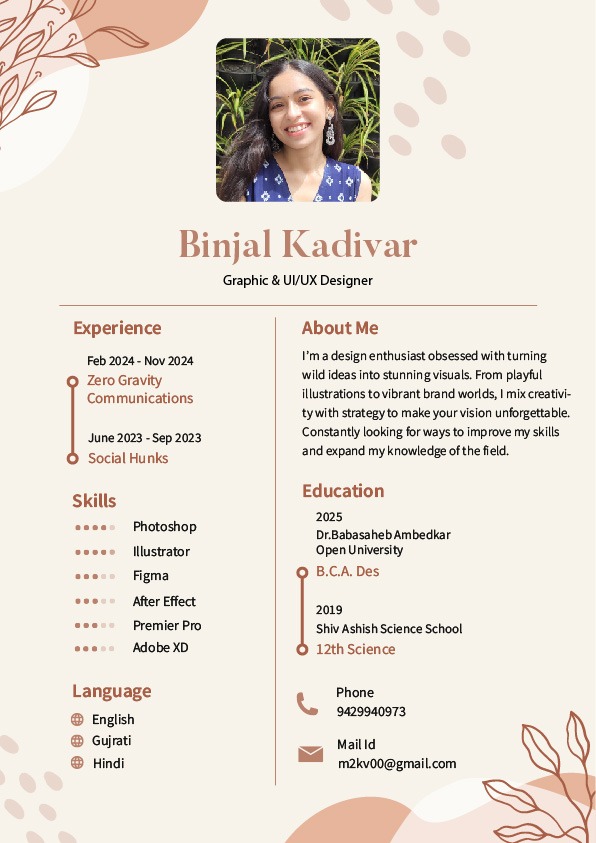 Binjal Kadivar
Graphic & UI/UX Designer
Experience
Feb 2024 - Nov 2024
Zero Gravity
Communications
June 2023 - Sep 2023
Social Hunks
Skills
Photoshop
Illustrator
Figma
After Effect
Premier Pro
Adobe XD
Language
English
Gujrati
Hindi
About Me
I'm a design enthusiast obsessed with turning
wild ideas into stunning visuals. From playful
illustrations to vibrant brand worlds, I mix creativi-
ty with strategy to make your vision unforgettable.
Constantly looking for ways to improve my skills
and expand my knowledge of the field.
Education
2025
Dr.Babasaheb Ambedkar
Open University
B.C.A. Des
2019
Shiv Ashish Science School
12th Science
Phone
9429940973
Mail Id
m2kv00@gmail.com